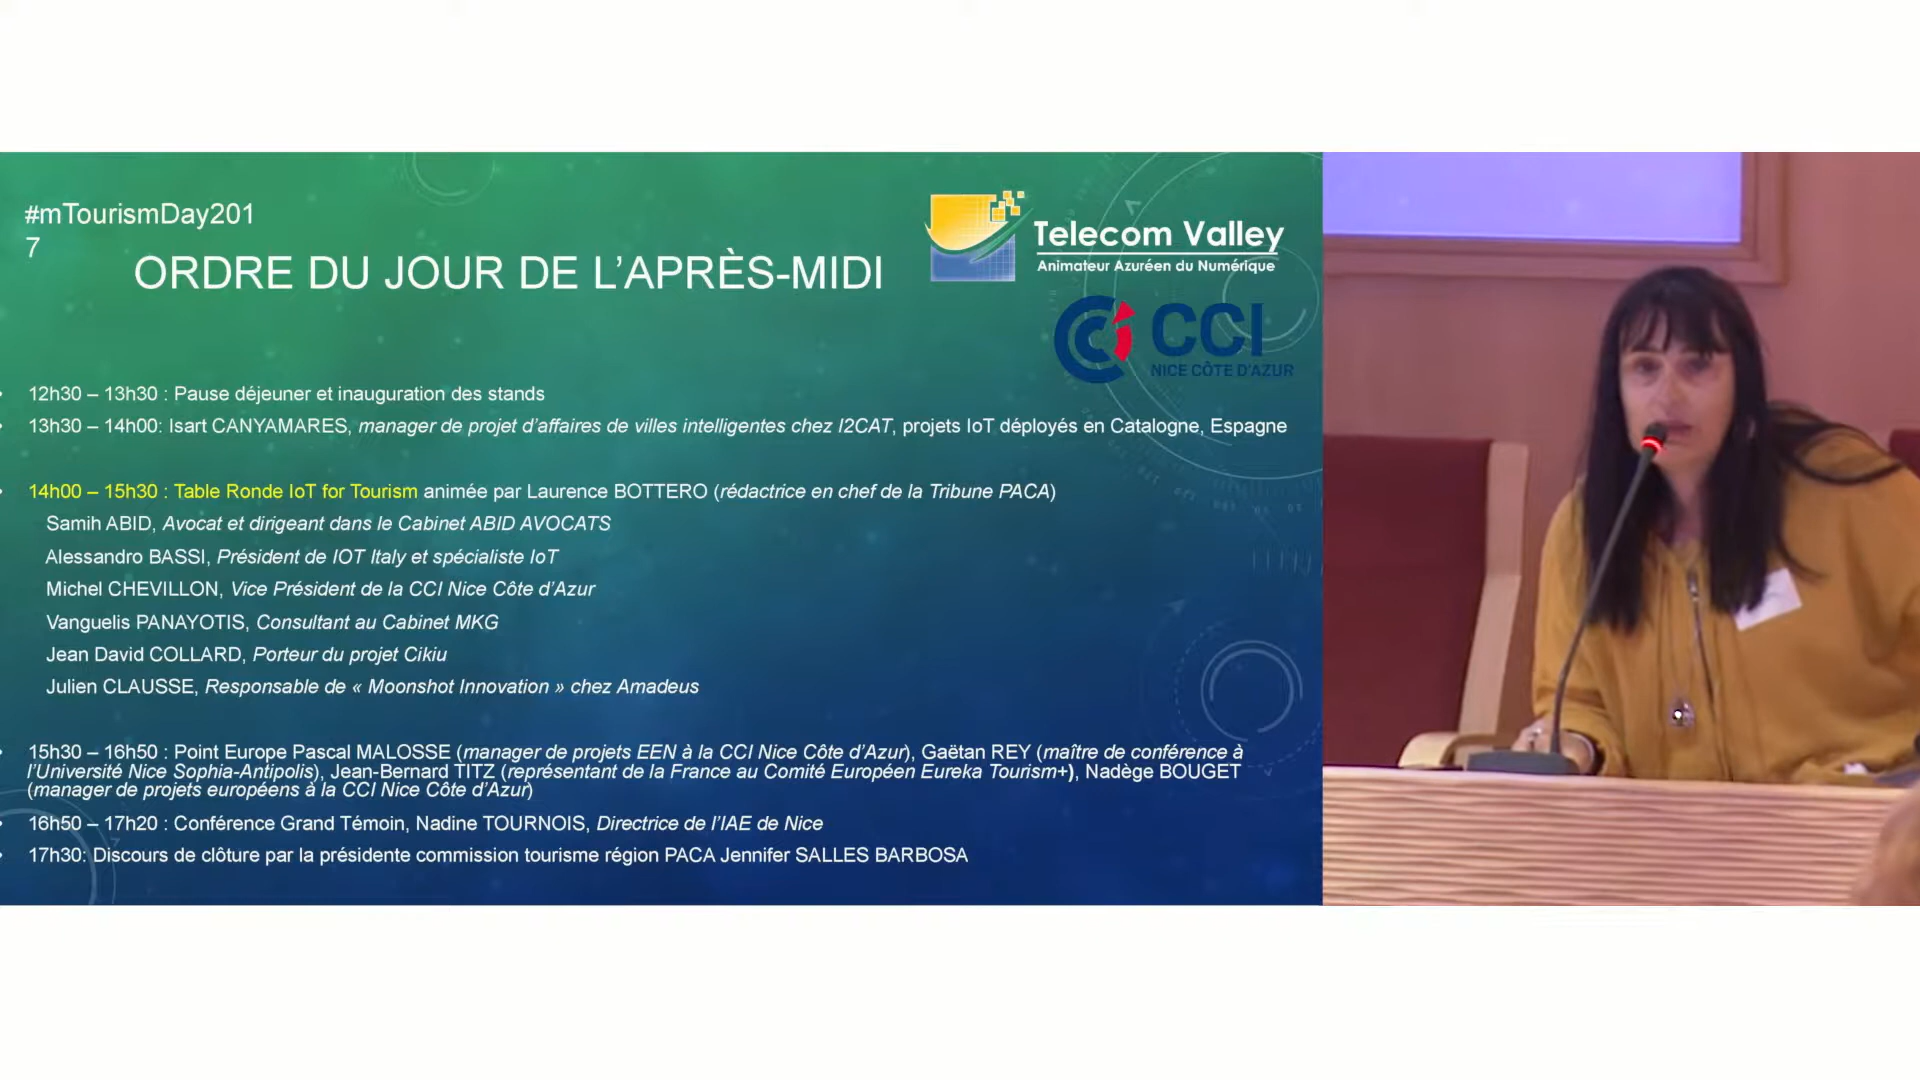 #mTourismDay201
7
ORDRE DU JOUR DE L'APRÈS-MIDI
Telecom Valley
Animateur Azuréen du Numérique
CCI
NICE CÔTE D'AZUR
• 12h30 – 13h30 : Pause déjeuner et inauguration des stands
• 13h30 – 14h00: Isart CANYAMARES, manager de projet d'affaires de villes intelligentes chez I2CAT, projets IoT déployés en Catalogne, Espagne
• 14h00 – 15h30 : Table Ronde IoT for Tourism animée par Laurence BOTTERO (rédactrice en chef de la Tribune PACA)
Samih ABID, Avocat et dirigeant dans le Cabinet ABID AVOCATS
Alessandro BASSI, Président de IOT Italy et spécialiste IoT
Michel CHEVILLON, Vice Président de la CCI Nice Côte d'Azur
Vanguelis PANAYOTIS, Consultant au Cabinet MKG
Jean David COLLARD, Porteur du projet Cikiu
Julien CLAUSSE, Responsable de « Moonshot Innovation » chez Amadeus
• 15h30 – 16h50 : Point Europe Pascal MALOSSE (manager de projets EEN à la CCI Nice Côte d'Azur), Gaëtan REY (maître de conférence à
l'Université Nice Sophia-Antipolis), Jean-Bernard TITZ (représentant de la France au Comité Européen Eureka Tourism+), Nadège BOUGET
(manager de projets européens à la CCI Nice Côte d'Azur)
• 16h50 – 17h20 : Conférence Grand Témoin, Nadine TOURNOIS, Directrice de l'IAE de Nice
• 17h30: Discours de clôture par la présidente commission tourisme région PACA Jennifer SALLES BARBOSA